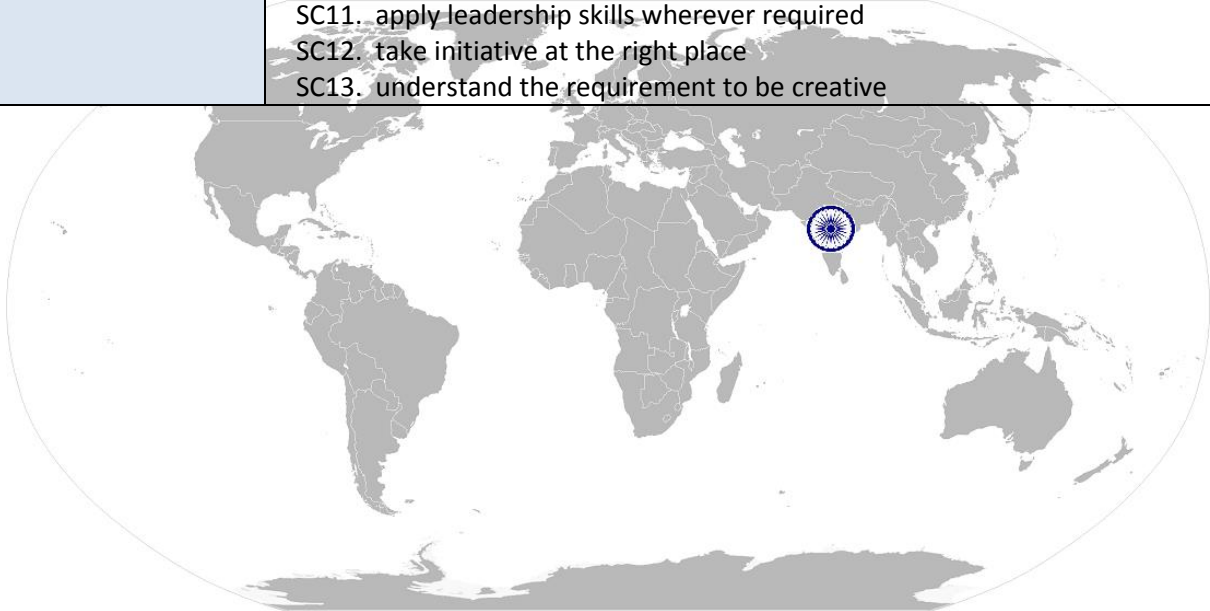 SC11. apply leadership skills wherever required
SC12. take initiative at the right place
SC13. understand the requirement to be creative